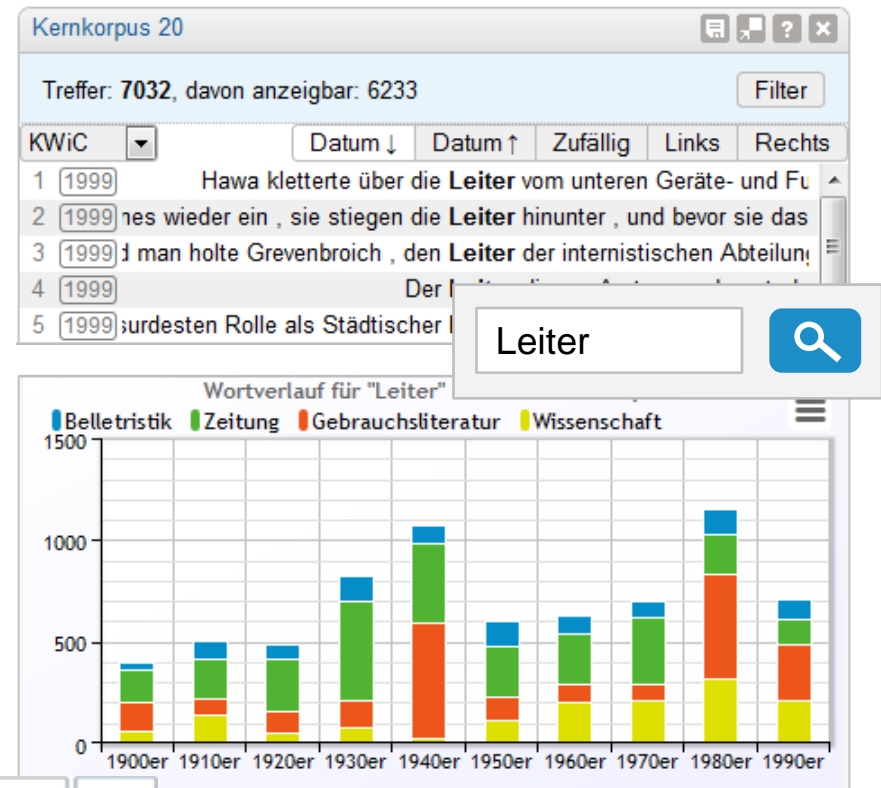 Kernkorpus 20
Treffer: 7032, davon anzeigbar: 6233 Filter
KWiC Datum ↓ Datum ↑ Zufällig Links Rechts
1 1999 Hawa kletterte über die Leiter vom unteren Geräte- und Fu
2 1999 nes wieder ein , sie stiegen die Leiter hinunter , und bevor sie das
3 1999 d man holte Grevenbroich , den Leiter der internistischen Abteilung
4 1999 Der
5 1999 surdesten Rolle als Städtischer
Leiter
Wortverlauf für "Leiter"
Belletristik Zeitung Gebrauchsliteratur Wissenschaft
1500
1000
500
0
1900er 1910er 1920er 1930er 1940er 1950er 1960er 1970er 1980er 1990er